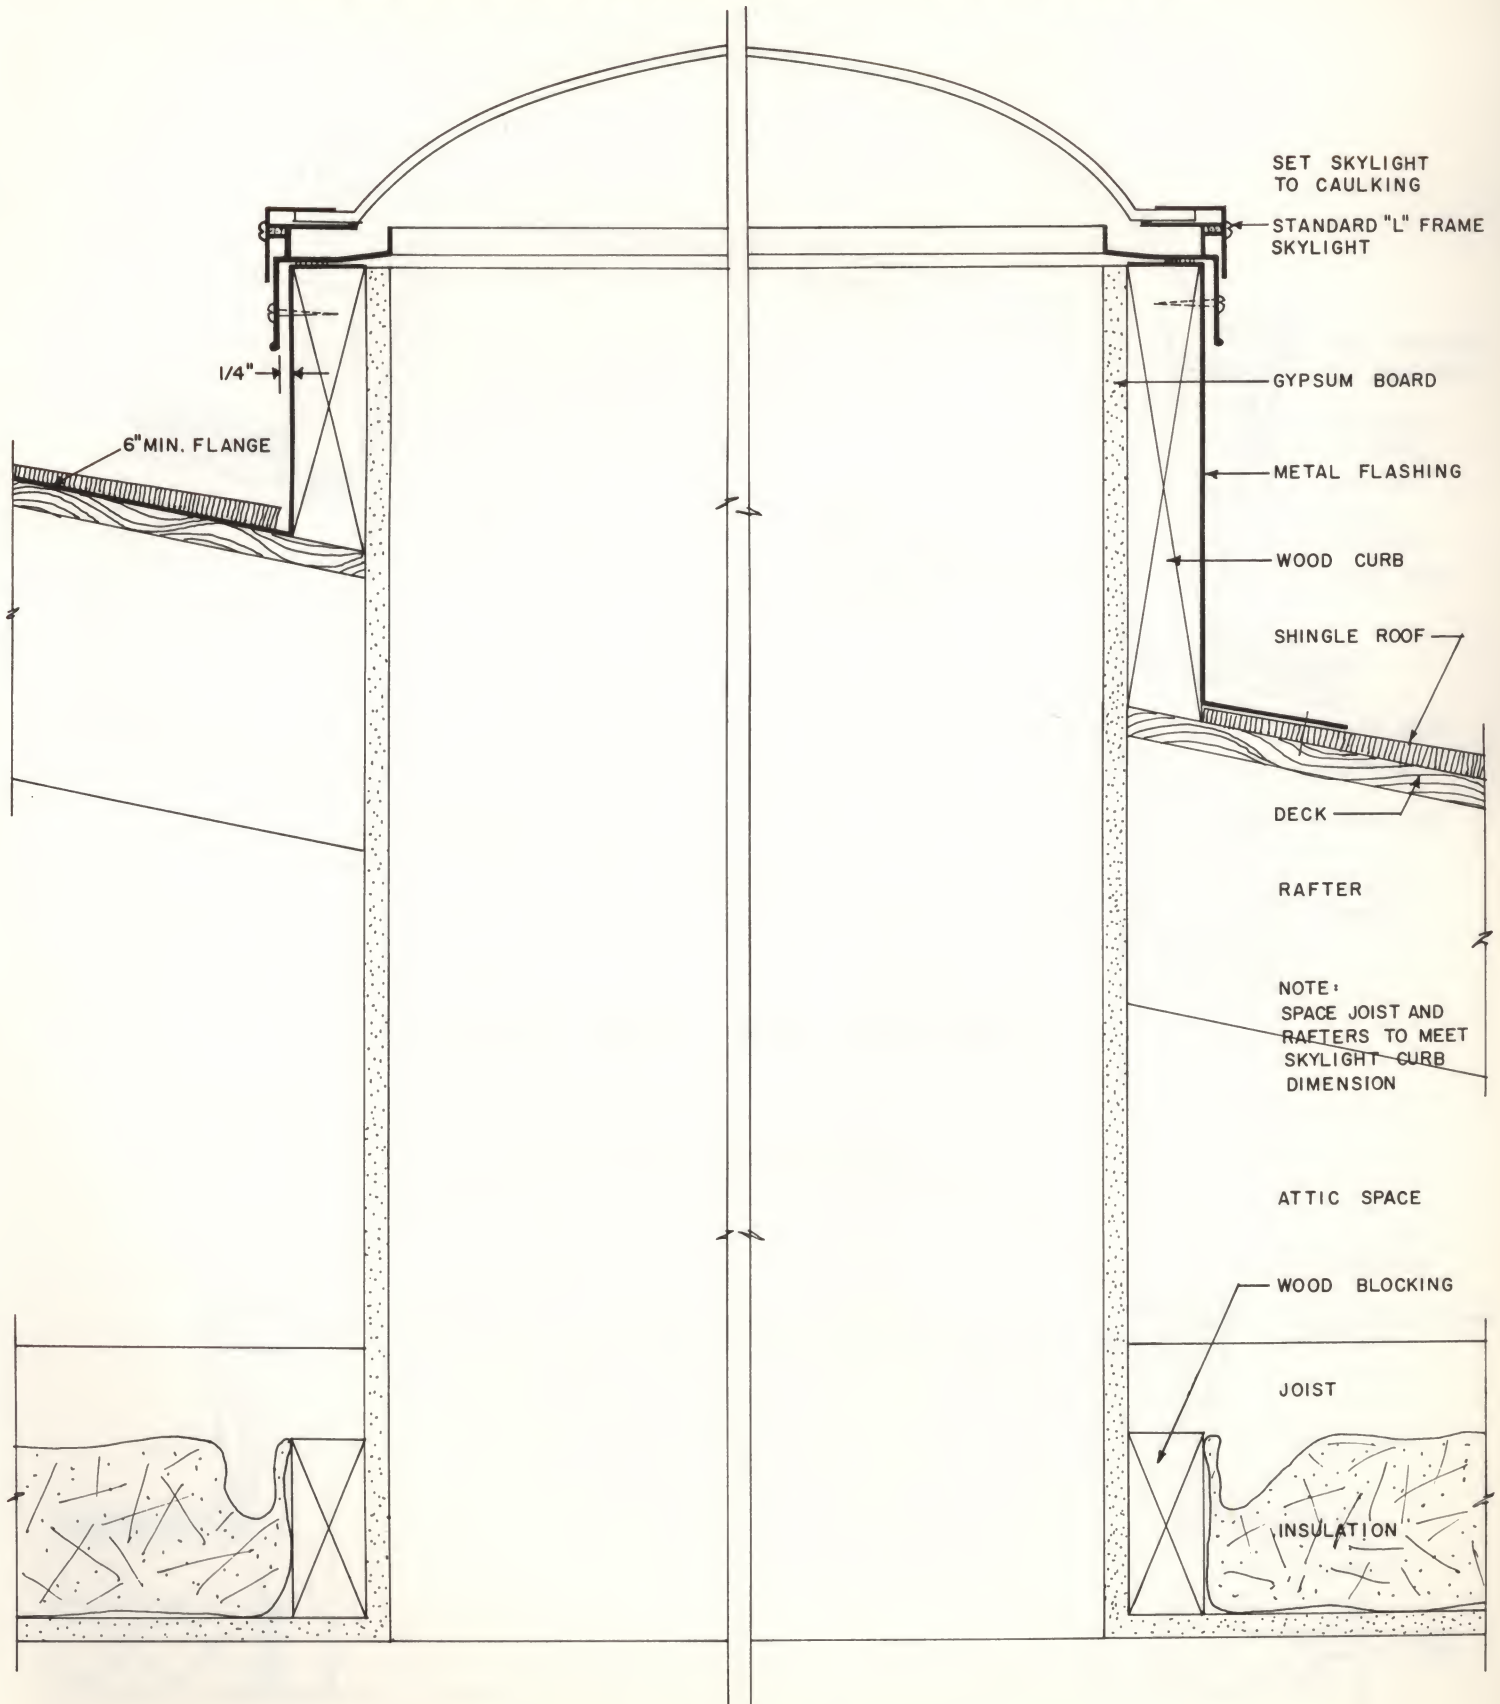 SET SKYLIGHT
TO CAULKING
STANDARD "L" FRAME
SKYLIGHT
1/4"
GYPSUM BOARD
6" MIN. FLANGE
METAL FLASHING
WOOD CURB
SHINGLE ROOF
DECK
RAFTER
NOTE:
SPACE JOIST AND
RAFTERS TO MEET
SKYLIGHT CURB
DIMENSION
ATTIC SPACE
WOOD BLOCKING
JOIST
INSULATION